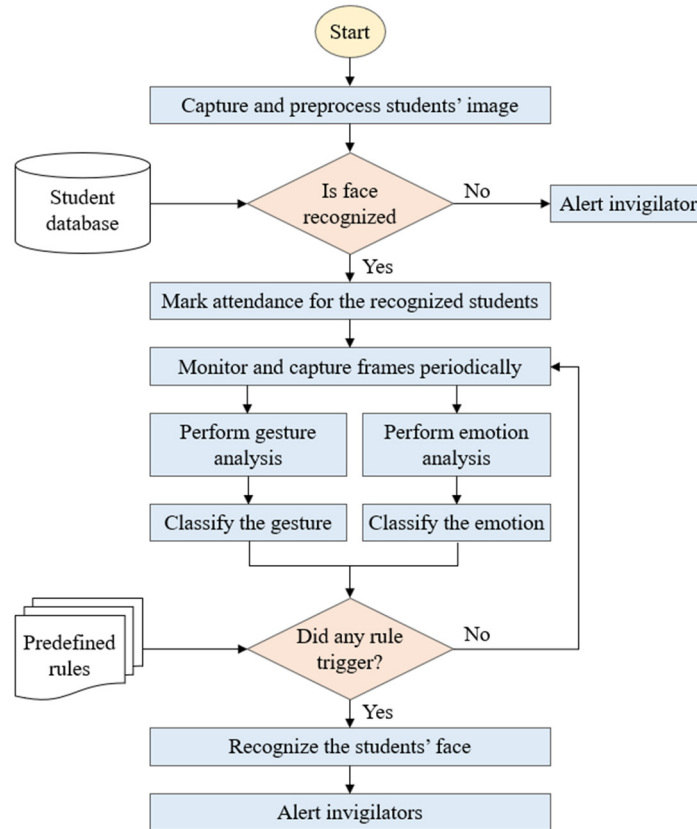 Start
Capture and preprocess students’ image
Student
database
Is face
recognized
No
Alert invigilator
Yes
Mark attendance for the recognized students
Monitor and capture frames periodically
Perform gesture
analysis
Perform emotion
analysis
Classify the gesture
Classify the emotion
Predefined
rules
Did any rule
trigger?
No
Yes
Recognize the students’ face
Alert invigilators